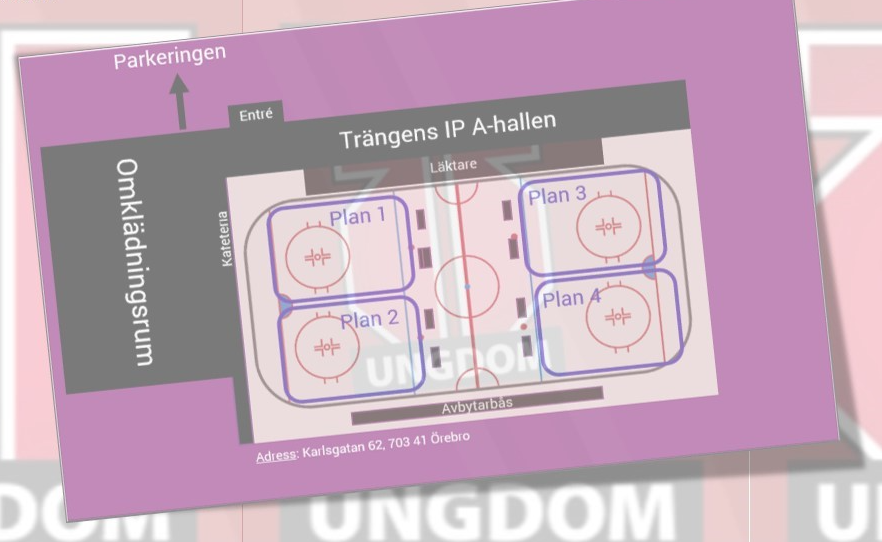 Parkeringen
Entré
Trängens IP A-hallen
Omklädningsrum
Läktare
Kafeteria
Plan 1
Plan 3
Plan 2
Plan 4
UNGDOM
Avbytarbås
Adress: Karlsgatan 62, 703 41 Örebro
DOM
UNGDOM
U